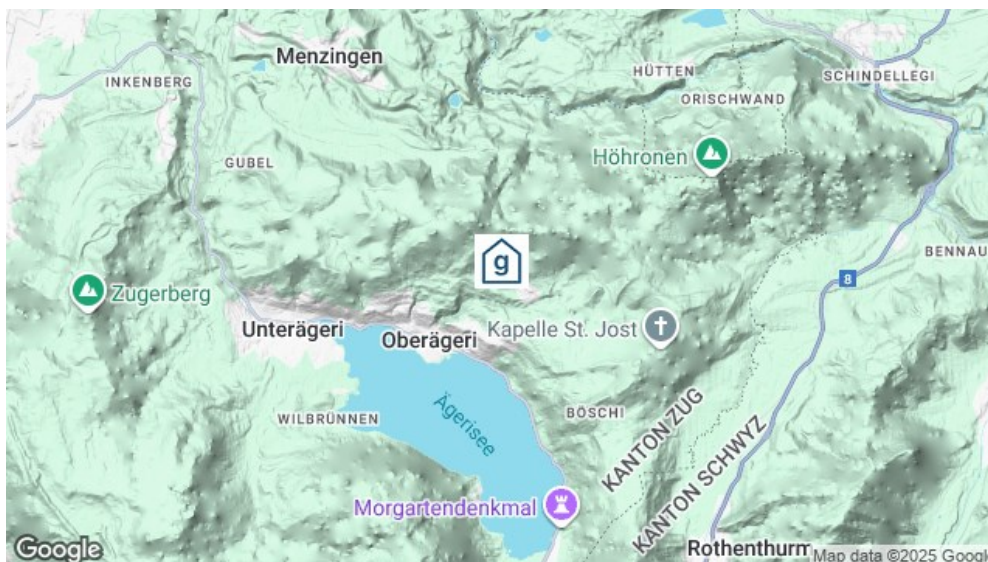 Menzingen
HÜTTEN
SCHINDELLEGI
INKENBERG
ORISCHWAND
GUBEL
Höhronen
BENNAU
g
8
Zugerberg
Unterägeri
Oberägeri
Kapelle St. Jost
WILBRÜNNEN
Ägerisee
BÖSCHI
KANTON ZUG
KANTON SCHWYZ
Morgartendenkmal
Rothenthurm
Google
Map data ©2025 Google